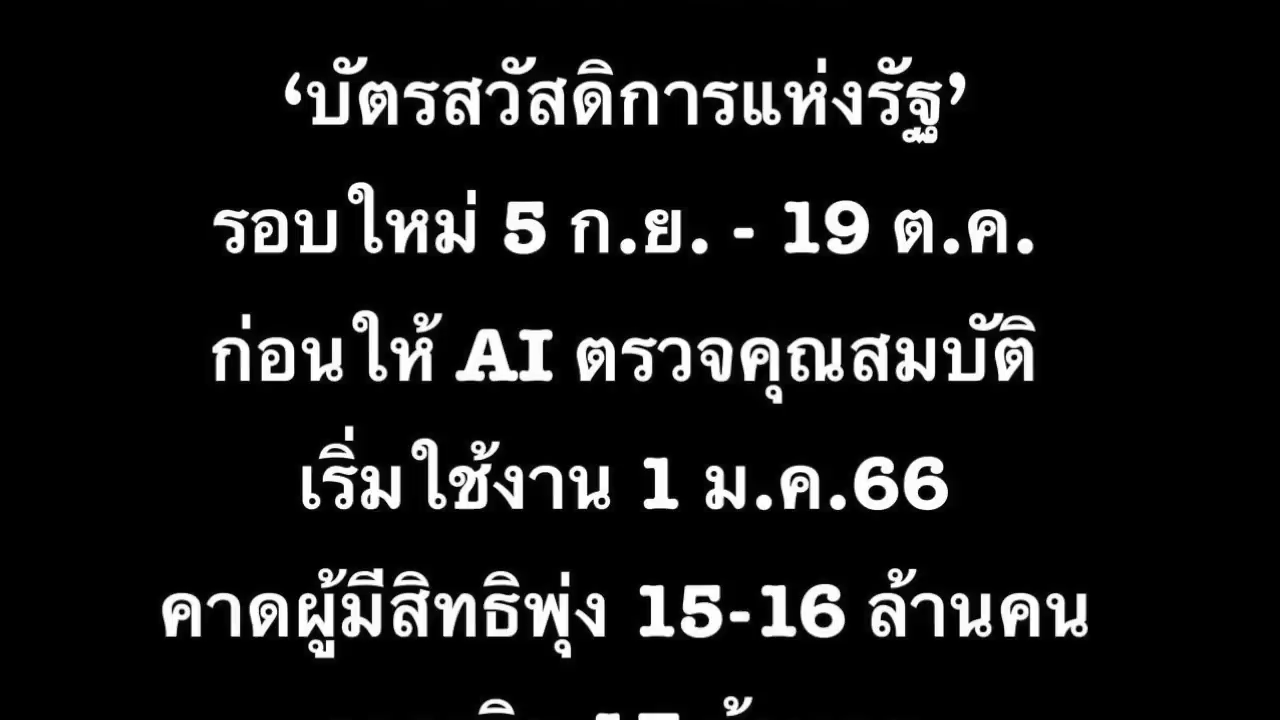 ‘บัตรสวัสดิการแห่งรัฐ’
รอบใหม่ 5 ก.ย. - 19 ต.ค.
ก่อนให้ AI ตรวจคุณสมบัติ
เริ่มใช้งาน 1 ม.ค.66
คาดผู้มีสิทธิพุ่ง 15-16 ล้านคน